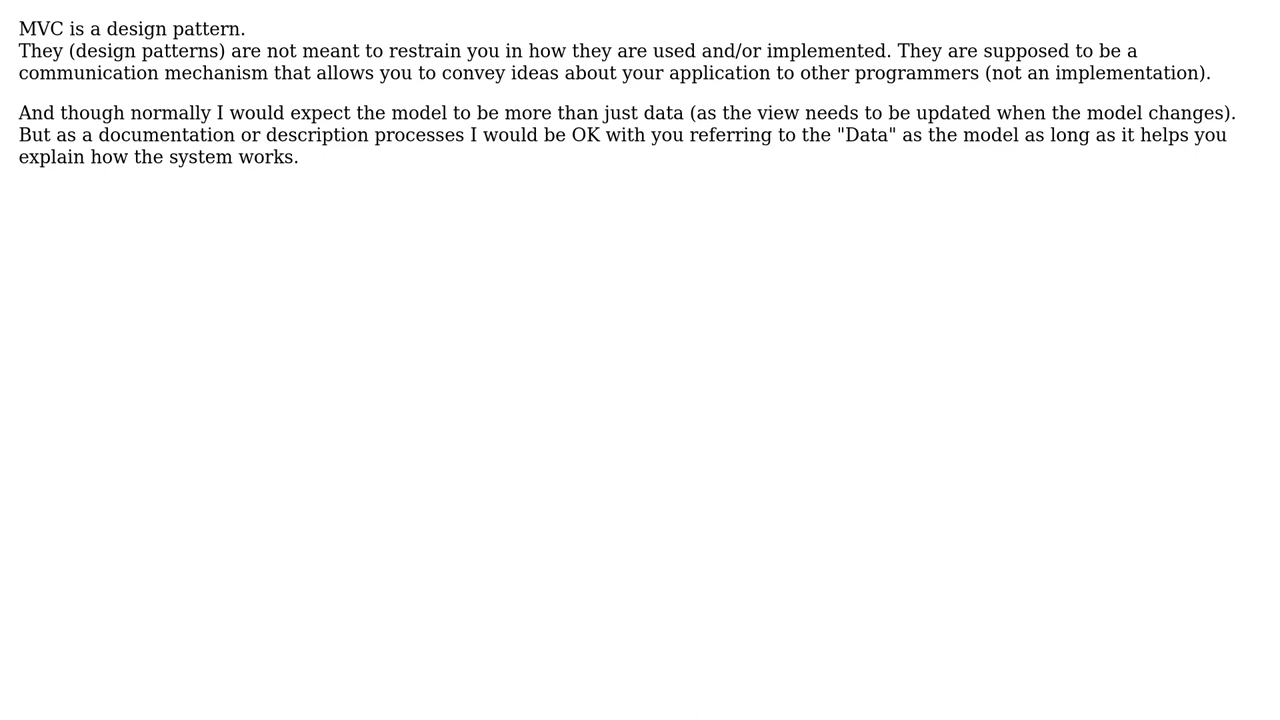 MVC is a design pattern.
They (design patterns) are not meant to restrain you in how they are used and/or implemented. They are supposed to be a
communication mechanism that allows you to convey ideas about your application to other programmers (not an implementation).
And though normally I would expect the model to be more than just data (as the view needs to be updated when the model changes).
But as a documentation or description processes I would be OK with you referring to the "Data" as the model as long as it helps you
explain how the system works.